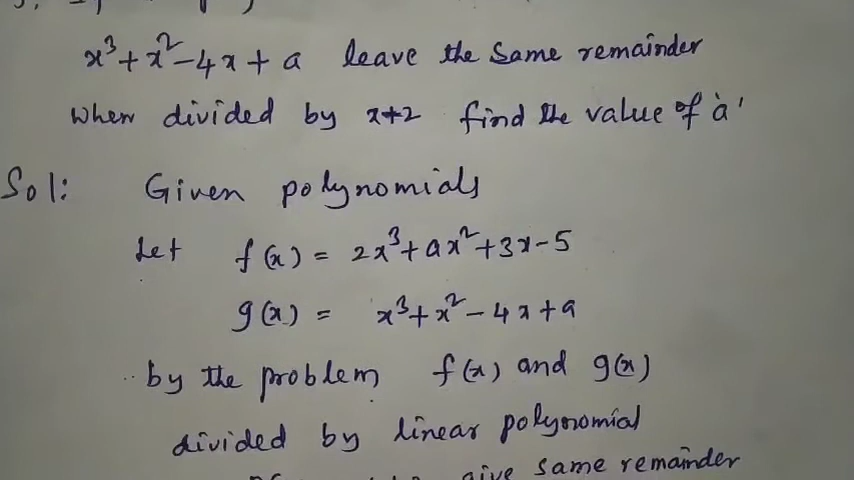 x³+x²-4x+a leave the same remainder
when divided by x+2 find the value of 'a'
Sol: Given polynomials
Let f(x) = 2x³+ax²+3x-5
g(x) = x³+x²-4x+a
by the problem f(x) and g(x)
divided by linear polynomial
give same remainder